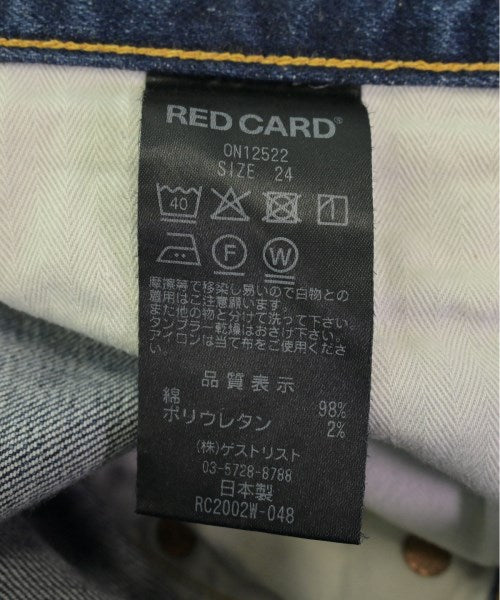 RED CARD®
ON12522
SIZE 24
40
F W
摩擦等で移染し易いので白物との
着用はご注意願います。
また他の物と分けて洗って下さい。
タンブラー乾燥はおさけ下さい。
アイロンは当て布をご使用くださ
い。
品質表示
綿 98%
ポリウレタン 2%
(株)ゲストリスト
03-5728-8788
日本製
RC2002W-048